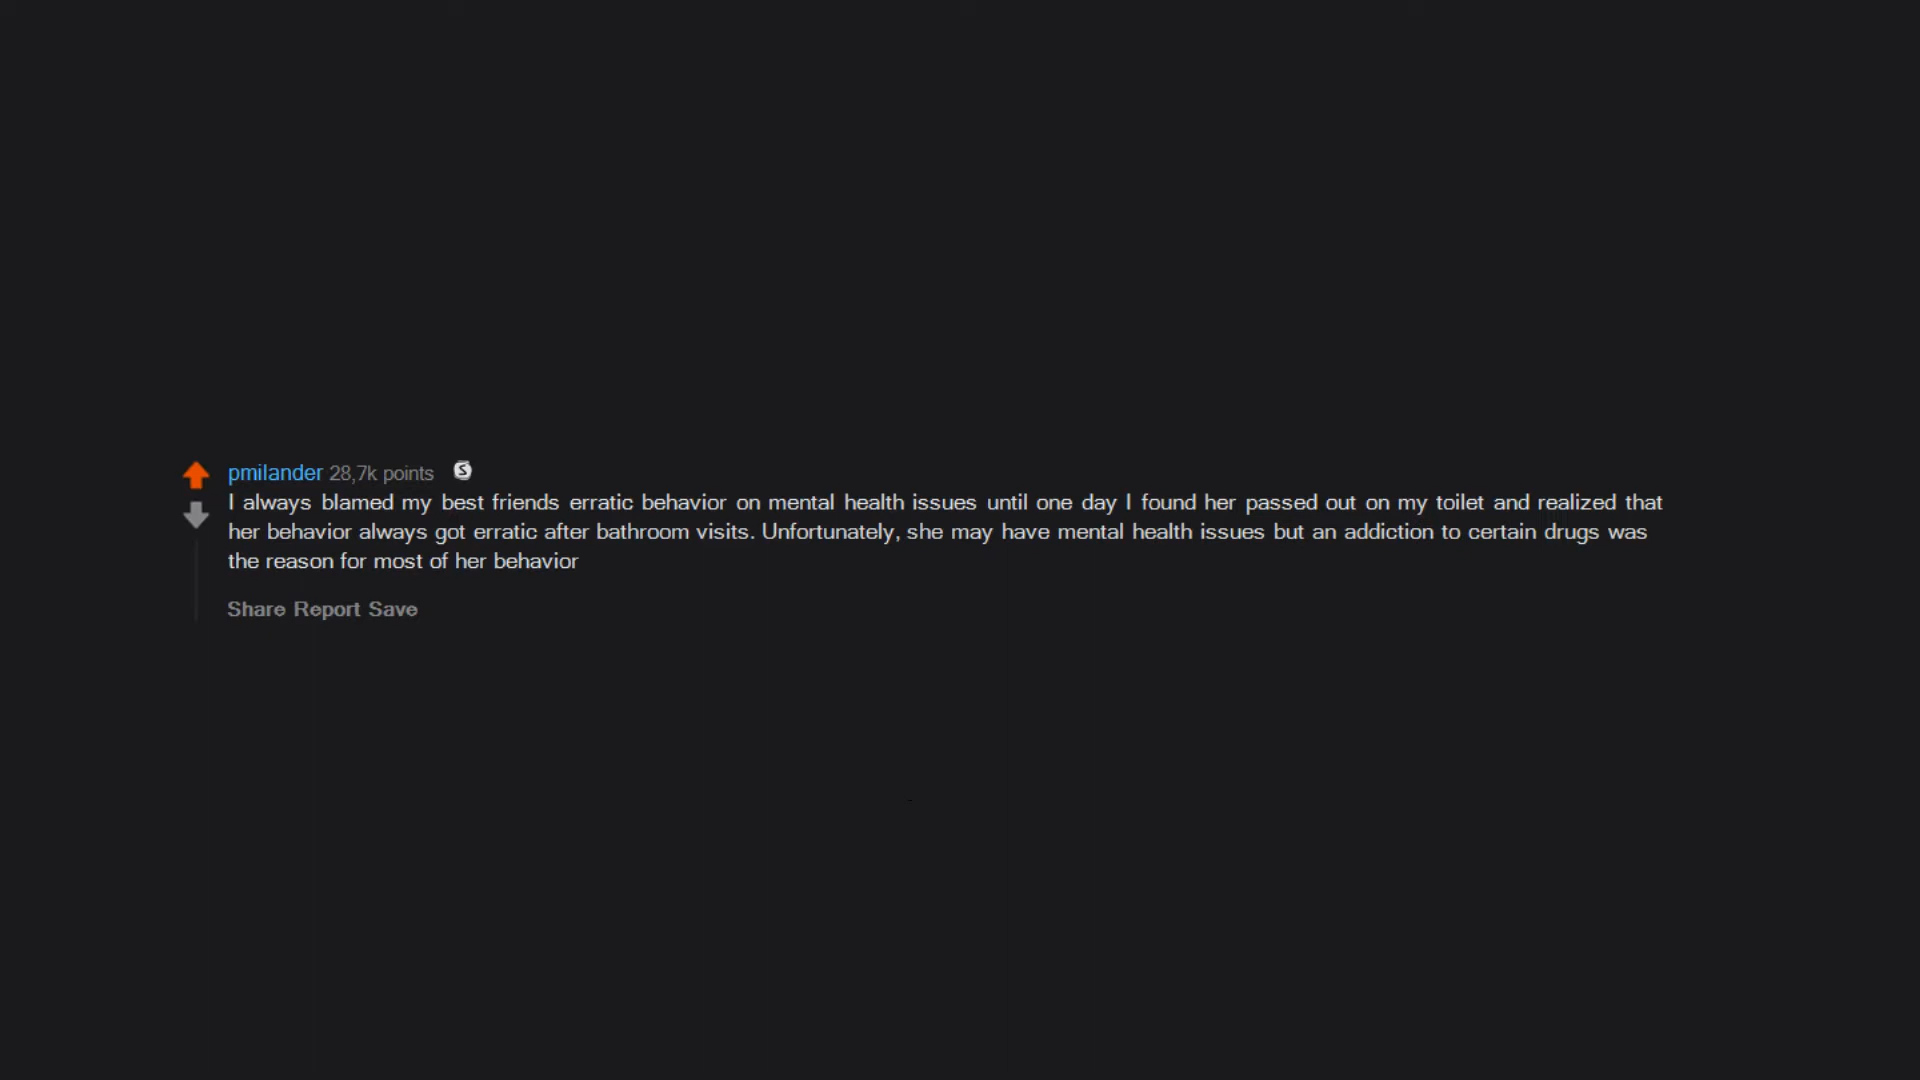 pmilander 28,7k points S
I always blamed my best friends erratic behavior on mental health issues until one day I found her passed out on my toilet and realized that
her behavior always got erratic after bathroom visits. Unfortunately, she may have mental health issues but an addiction to certain drugs was
the reason for most of her behavior
Share Report Save